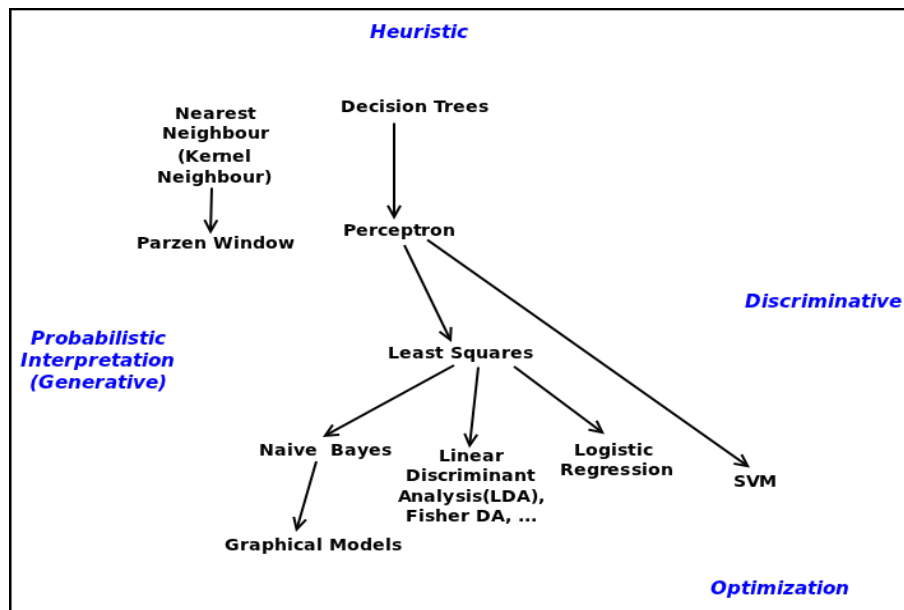 Heuristic
Decision Trees
Nearest
Neighbour
(Kernel
Neighbour)
Perceptron
Parzen Window
Discriminative
Probabilistic
Interpretation
(Generative)
Least Squares
Naive Bayes
Linear
Discriminant
Analysis(LDA),
Fisher DA, ...
Logistic
Regression
SVM
Graphical Models
Optimization